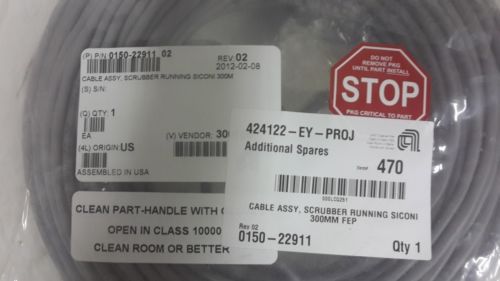 (P) P/N 0150-22911 02
REV 02
2012-02-08
CABLE ASSY, SCRUBBER RUNNING SICONI 300M
(S) S/N:
(Q) QTY: 1
EA
(V) VENDOR: 300
(4L) ORIGIN: US
ASSEMBLED IN USA
CLEAN PART-HANDLE WITH
OPEN IN CLASS 10000
CLEAN ROOM OR BETTER
DO NOT
REMOVE PKG
UNTIL PART INSTALL
STOP
PKG CRITICAL TO PART
424122-EY-PROJ
Additional Spares
470
CABLE ASSY, SCRUBBER RUNNING SICONI
300MM FEP
Rev 02
0150-22911
Qty 1